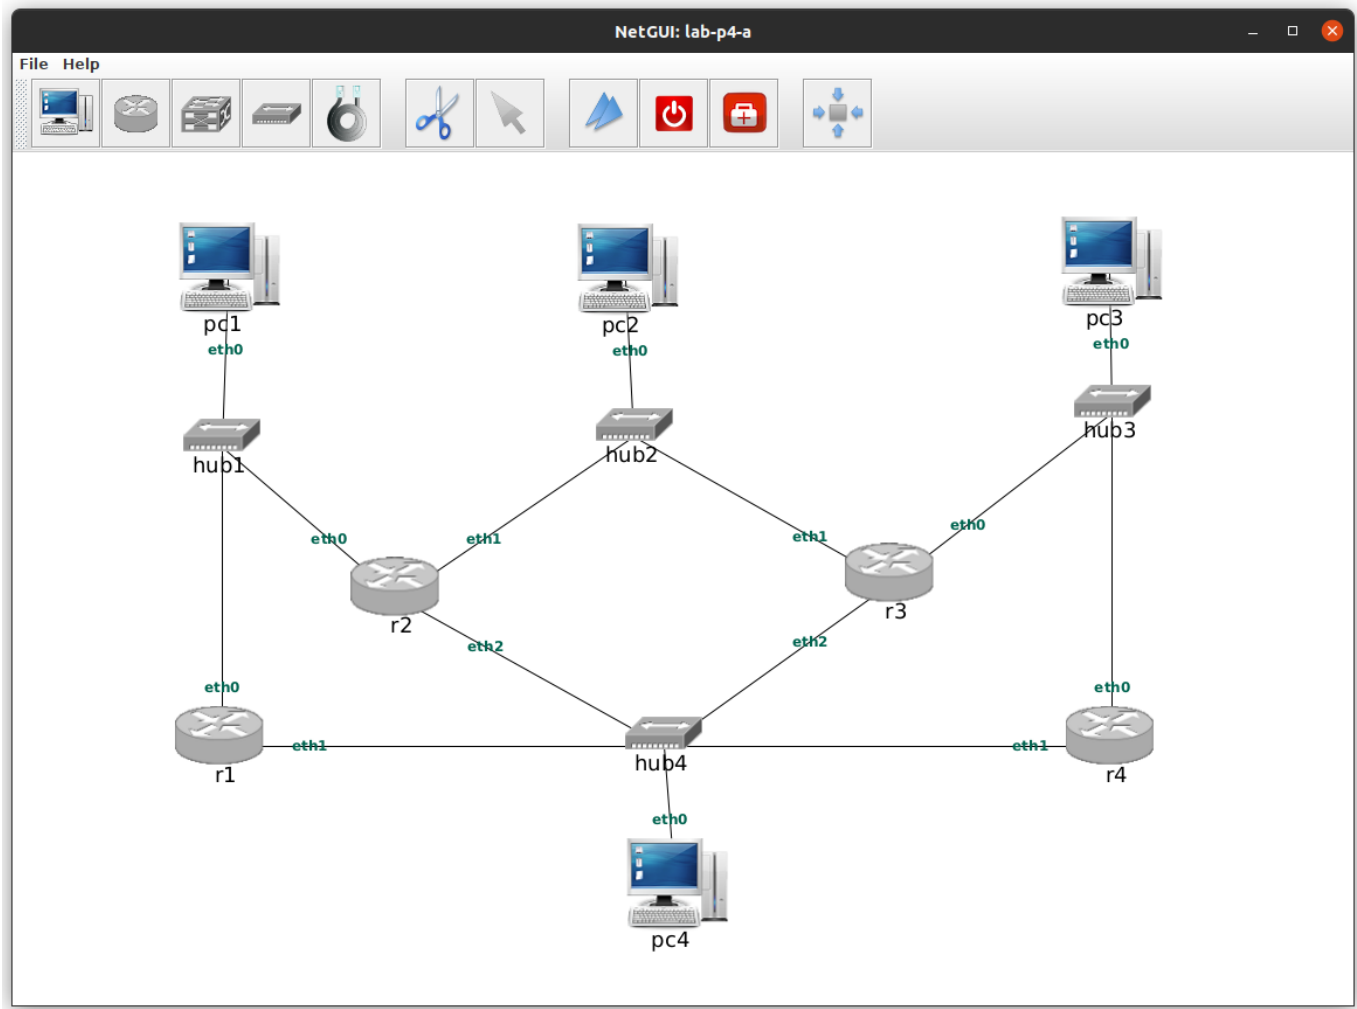 NetGUI: lab-p4-a
File Help
pc1
eth0
pc2
eth0
pc3
eth0
hub1
hub2
hub3
eth0
eth1
eth1
eth0
r2
r3
eth2
eth2
eth0
eth0
r1
eth1
hub4
eth1
r4
eth0
pc4